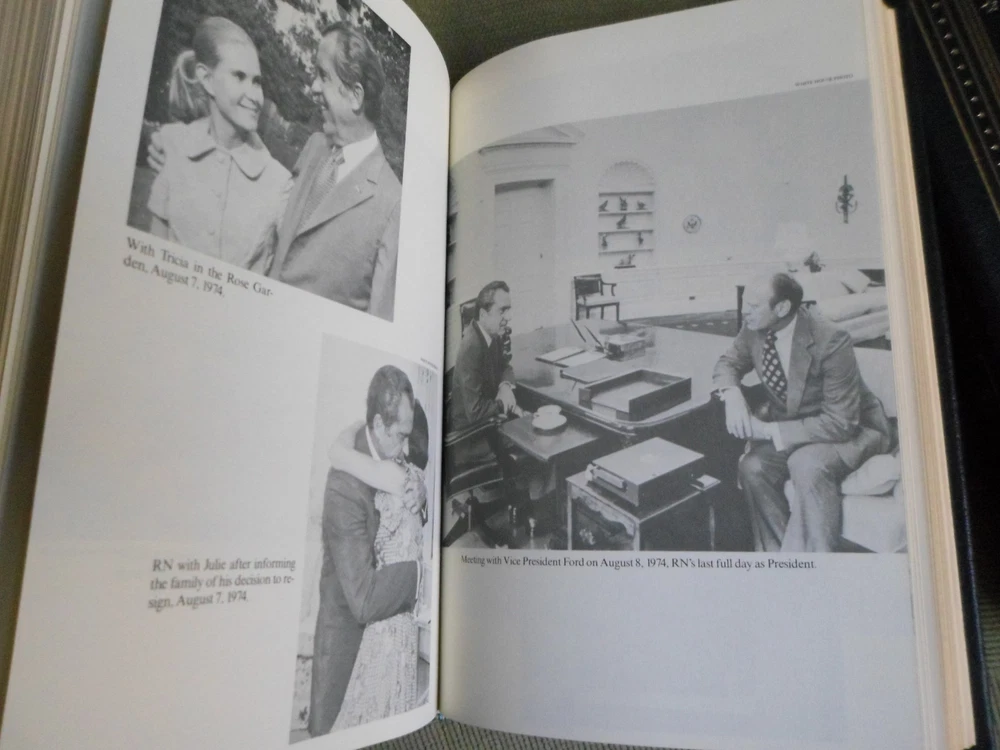 With Tricia in the Rose Gar-
den, August 7, 1974.
RN with Julie after informing
the family of his decision to re-
sign, August 7, 1974.
Meeting with Vice President Ford on August 8, 1974, RN's last full day as President.